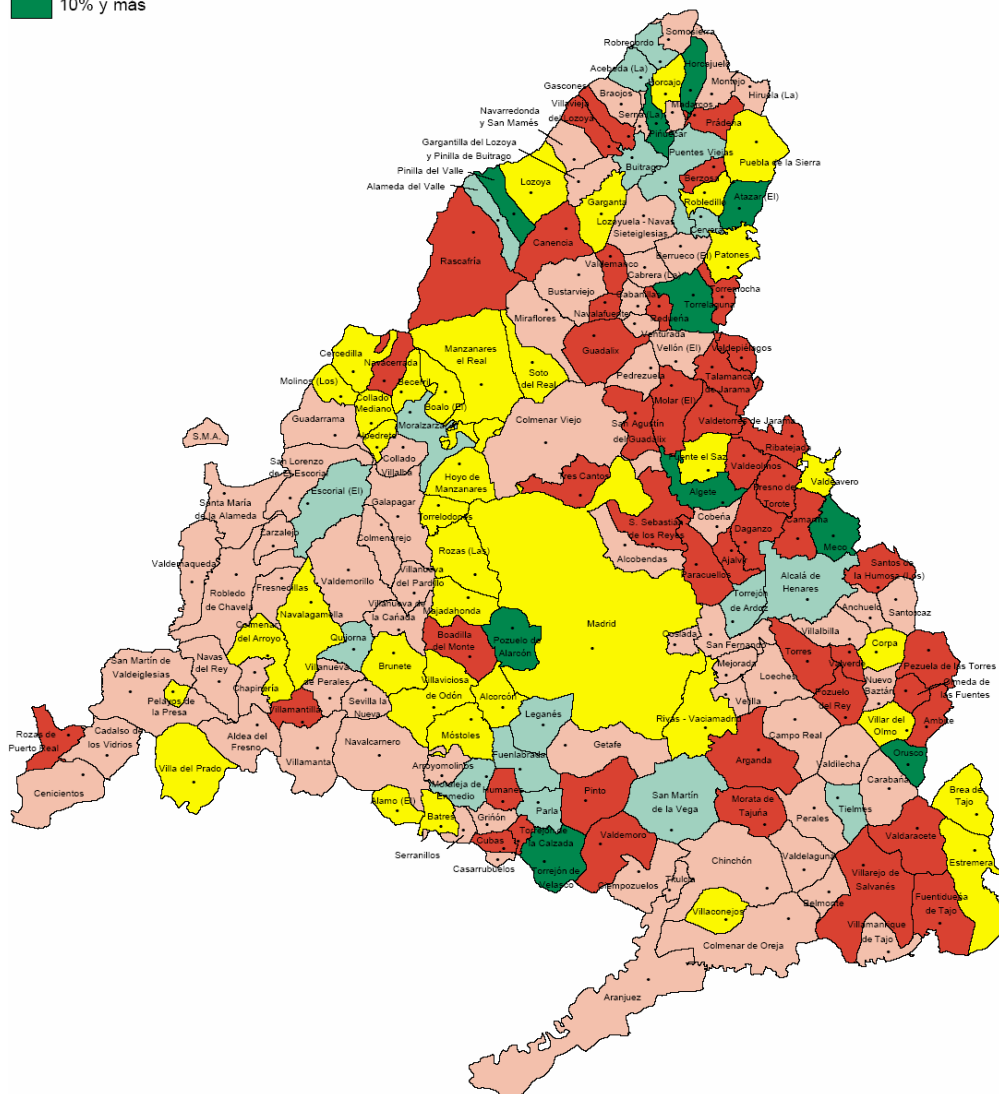 10% y más
Somosierra
Robregordo
Acebeda (La)
Horcajuelo
Horcajo
Montejo
Hiruela (La)
Gascones
Braojos
Villavieja
del Lozoya
Serna (La)
Madarcos
Prádena
Piñuécar
Navarredonda
y San Mamés
Gargantilla del Lozoya
y Pinilla de Buitrago
Puentes Viejas
Buitrago
Puebla de la Sierra
Pinilla del Valle
Alameda del Valle
Lozoya
Berzosa
Robledillo
Atazar (El)
Garganta
Lozoyuela - Navas
Sieteiglesias
Cervera
Canencia
Berrueco (El)
Patones
Rascafría
Valdemanco
Cabrera (La)
Bustarviejo
Cabanillas
Torremocha
Torrelaguna
Miraflores
Navalafuente
Redueña
Venturada
Guadalix
Vellón (El)
Valdepiélagos
Cercedilla
Navacerrada
Manzanares
el Real
Soto
del Real
Pedrezuela
Talamanca
de Jarama
Molinos (Los)
Becerril
Collado
Mediano
Boalo (El)
Molar (El)
Guadarrama
Moralzarzal
Colmenar Viejo
San Agustín
del Guadalix
Valdetorres de Jarama
S.M.A.
Alpedrete
Ribatejada
Collado
Villalba
Fuente el Saz
San Lorenzo
de El Escorial
Valdeolmos
Hoyo de
Manzanares
Tres Cantos
Valdeavero
Escorial (El)
Algete
Fresno de
Torote
Santa María
de la Alameda
Galapagar
Torrelodones
Cobeña
Camarma
S. Sebastián
de los Reyes
Daganzo
Zarzalejo
Colmenarejo
Meco
Rozas (Las)
Ajalvir
Alcobendas
Valdemaqueda
Valdemorillo
Villanueva
del Pardillo
Paracuellos
Santos de
la Humosa (Los)
Fresnedillas
Alcalá de
Henares
Robledo
de Chavela
Torrejón
de Ardoz
Navalagamella
Villanueva de
la Cañada
Majadahonda
Anchuelo
Santorcaz
Madrid
Villalbilla
Colmenar
del Arroyo
Quijorna
Boadilla
del Monte
Pozuelo de
Alarcón
Coslada
San Fernando
Corpa
Navas
del Rey
Brunete
Mejorada
Torres
Valverde
Pezuela de las Torres
San Martín de
Valdeiglesias
Villanueva
de Perales
Villaviciosa
de Odón
Loeches
Nuevo
Baztán
Olmeda de
las Fuentes
Chapinería
Pelayos de
la Presa
Sevilla la
Nueva
Alcorcón
Velilla
Pozuelo
del Rey
Villamantilla
Leganés
Rivas - Vaciamadrid
Villar del
Olmo
Ambite
Rozas de
Puerto Real
Cadalso de
los Vidrios
Aldea del
Fresno
Navalcarnero
Móstoles
Getafe
Campo Real
Orusco
Villa del Prado
Villamanta
Arroyomolinos
Fuenlabrada
Arganda
Valdilecha
Carabaña
Cenicientos
Moraleja de
Enmedio
Humanes
Pinto
San Martín
de la Vega
Brea de
Tajo
Alamo (El)
Batres
Parla
Morata de
Tajuña
Tielmes
Perales
Griñón
Valdemoro
Valdaracete
Serranillos
Cubas
Torrejón de
la Calzada
Chinchón
Estremera
Casarrubuelos
Torrejón de
Velasco
Valdelaguna
Villarejo de
Salvanés
Ciempozuelos
Titulcia
Belmonte
Fuentidueña
de Tajo
Villaconejos
Villamanrique
de Tajo
Colmenar de Oreja
Aranjuez